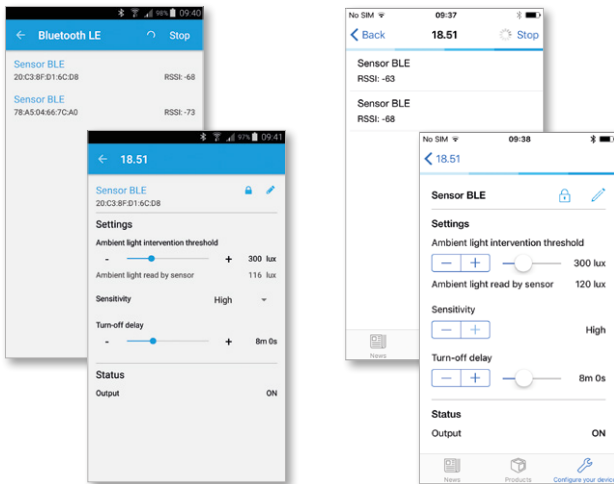 98% 09:40
← Bluetooth LE Stop
Sensor BLE
20:C3:8F:D1:6C:D8 RSSI: -68
Sensor BLE
78:A5:04:66:7C:A0 RSSI: -73
97% 09:41
← 18.51
Sensor BLE
20:C3:8F:D1:6C:D8
Settings
Ambient light intervention threshold
- + 300 lux
Ambient light read by sensor 116 lux
Sensitivity High
Turn-off delay
- + 8m 0s
Status
Output ON
No SIM 09:37
Back 18.51 Stop
Sensor BLE
RSSI: -63
Sensor BLE
RSSI: -68
News
No SIM 09:38
18.51
Sensor BLE
Settings
Ambient light intervention threshold
- + 300 lux
Ambient light read by sensor 120 lux
Sensitivity
- + High
Turn-off delay
- + 8m 0s
Status
Output ON
News Products Configure your device